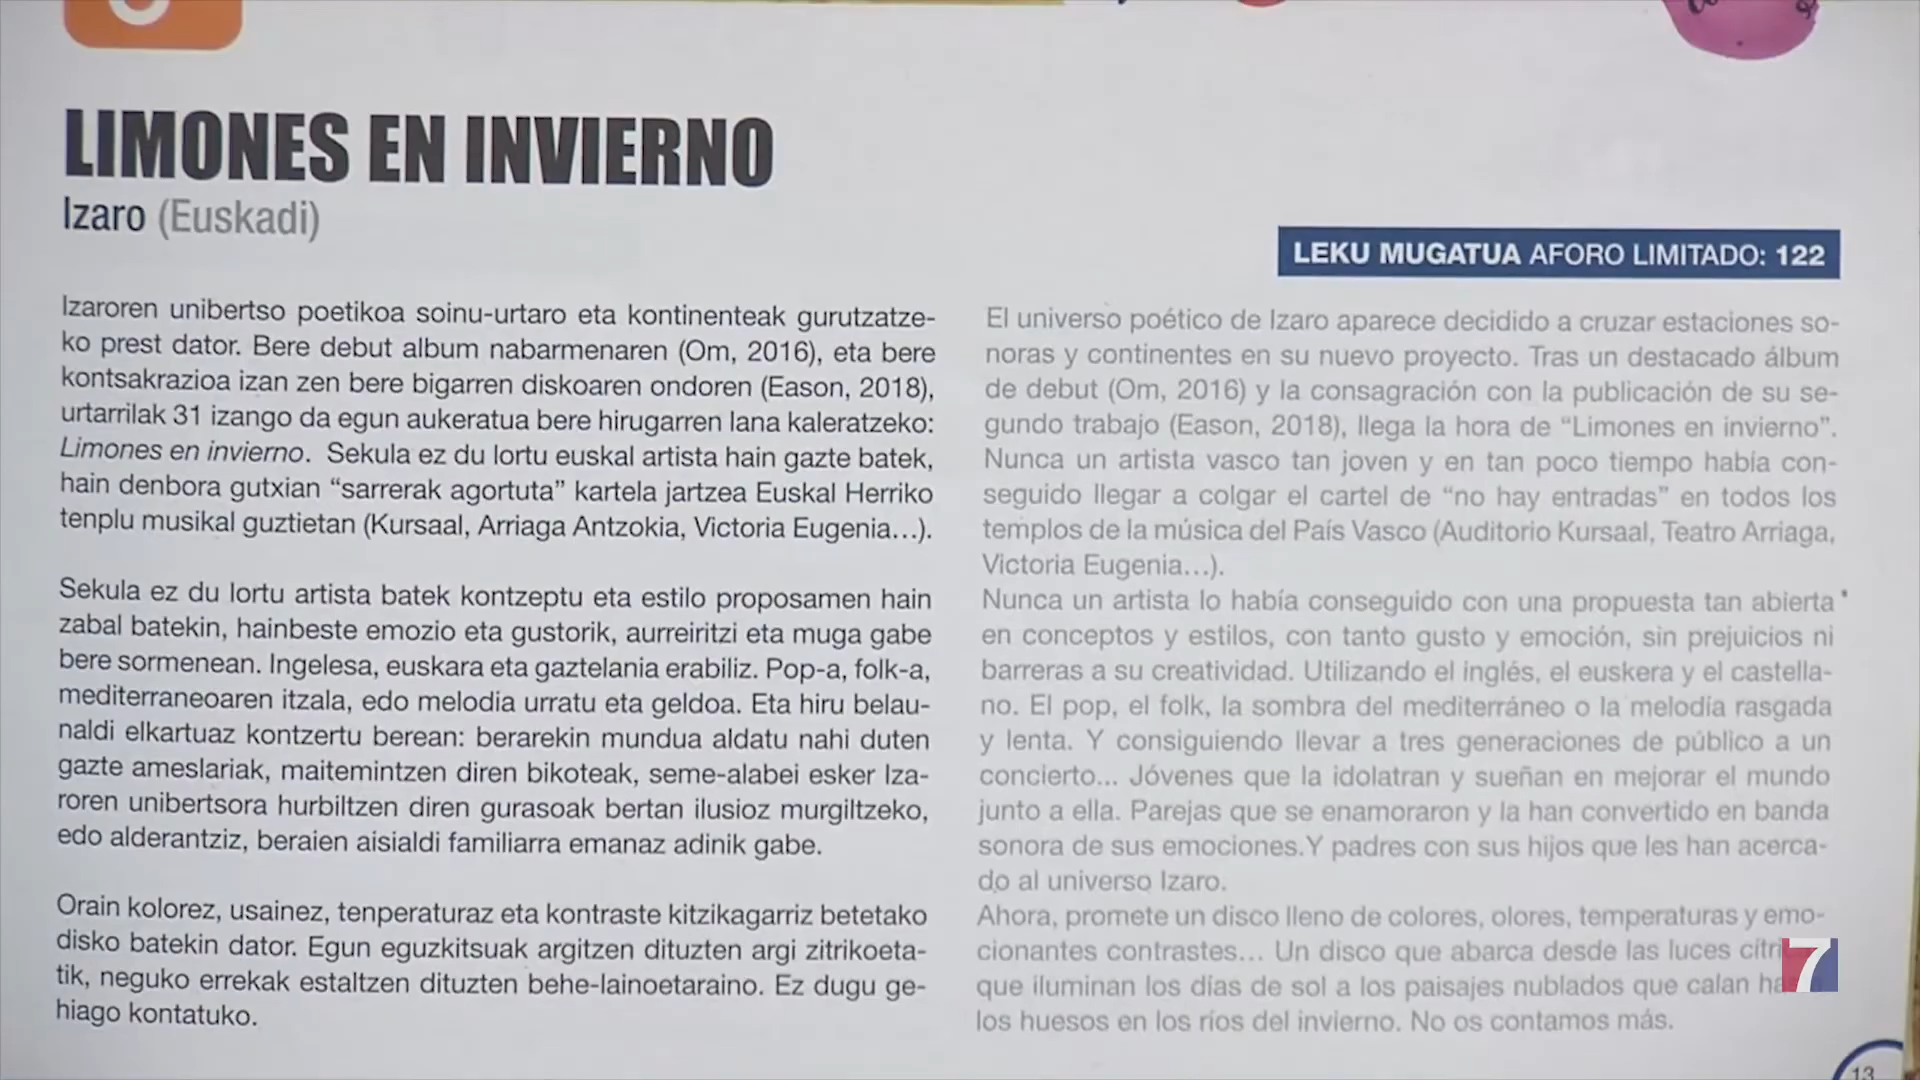 LIMONES EN INVIERNO
Izaro (Euskadi)
LEKU MUGATUA AFORO LIMITADO: 122
Izaroren unibertso poetikoa soinu-urtaro eta kontinenteak gurutzatze-
ko prest dator. Bere debut album nabarmenaren (Om, 2016), eta bere
kontsakrazioa izan zen bere bigarren diskoaren ondoren (Eason, 2018),
urtarrilak 31 izango da egun aukeratua bere hirugarren lana kaleratzeko:
Limones en invierno. Sekula ez du lortu euskal artista hain gazte batek,
hain denbora gutxian “sarrerak agortuta” kartela jartzea Euskal Herriko
tenplu musikal guztietan (Kursaal, Arriaga Antzokia, Victoria Eugenia...).
Sekula ez du lortu artista batek kontzeptu eta estilo proposamen hain
zabal batekin, hainbeste emozio eta gustorik, aurreiritzi eta muga gabe
bere sormenean. Ingelesa, euskara eta gaztelania erabiliz. Pop-a, folk-a,
mediterraneoaren itzala, edo melodia urratu eta geldoa. Eta hiru belau-
naldi elkartuaz kontzertu berean: berarekin mundua aldatu nahi duten
gazte ameslariak, maitemintzen diren bikoteak, seme-alabei esker Iza-
roren unibertsora hurbiltzen diren gurasoak bertan ilusioz murgiltzeko,
edo alderantziz, beraien aisialdi familiarra emanaz adinik gabe.
Orain kolorez, usainez, tenperaturaz eta kontraste kitzikagarriz betetako
disko batekin dator. Egun eguzkitsuak argitzen dituzten argi zitrikoeta-
tik, neguko errekak estaltzen dituzten behe-lainoetaraino. Ez dugu ge-
hiago kontatuko.
El universo poético de Izaro aparece decidido a cruzar estaciones so-
noras y continentes en su nuevo proyecto. Tras un destacado álbum
de debut (Om, 2016) y la consagración con la publicación de su se-
gundo trabajo (Eason, 2018), llega la hora de “Limones en invierno”.
Nunca un artista vasco tan joven y en tan poco tiempo había con-
seguido llegar a colgar el cartel de “no hay entradas” en todos los
templos de la música del País Vasco (Auditorio Kursaal, Teatro Arriaga,
Victoria Eugenia...).
Nunca un artista lo había conseguido con una propuesta tan abierta
en conceptos y estilos, con tanto gusto y emoción, sin prejuicios ni
barreras a su creatividad. Utilizando el inglés, el euskera y el castella-
no. El pop, el folk, la sombra del mediterráneo o la melodía rasgada
y lenta. Y consiguiendo llevar a tres generaciones de público a un
concierto... Jóvenes que la idolatran y sueñan en mejorar el mundo
junto a ella. Parejas que se enamoraron y la han convertido en banda
sonora de sus emociones.Y padres con sus hijos que les han acerca-
do al universo Izaro.
Ahora, promete un disco lleno de colores, olores, temperaturas y emo-
cionantes contrastes... Un disco que abarca desde las luces
que iluminan los días de sol a los paisajes nublados que calan
los huesos en los ríos del invierno. No os contamos más.
7
13